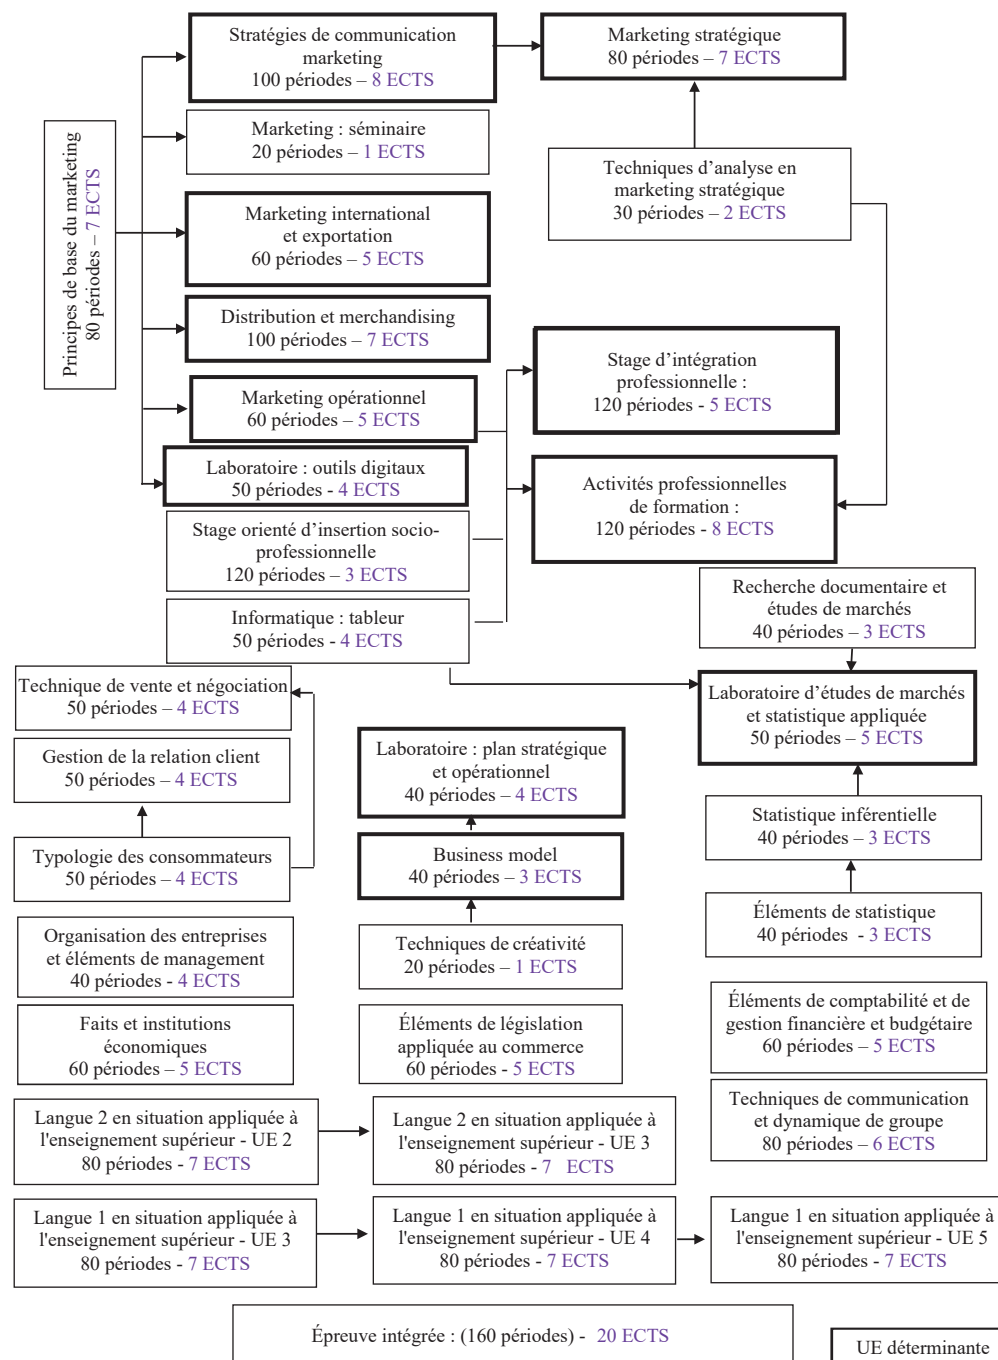 Stratégies de communication
marketing
100 périodes – 8 ECTS
Marketing stratégique
80 périodes – 7 ECTS
Principes de base du marketing
80 périodes – 7 ECTS
Marketing : séminaire
20 périodes – 1 ECTS
Techniques d'analyse en
marketing stratégique
30 périodes – 2 ECTS
Marketing international
et exportation
60 périodes – 5 ECTS
Distribution et merchandising
100 périodes – 7 ECTS
Marketing opérationnel
60 périodes – 5 ECTS
Stage d'intégration
professionnelle :
120 périodes - 5 ECTS
Laboratoire : outils digitaux
50 périodes - 4 ECTS
Activités professionnelles
de formation :
120 périodes - 8 ECTS
Stage orienté d'insertion socio-
professionnelle
120 périodes – 3 ECTS
Informatique : tableur
50 périodes - 4 ECTS
Recherche documentaire et
études de marchés
40 périodes – 3 ECTS
Technique de vente et négociation
50 périodes – 4 ECTS
Laboratoire d'études de marchés
et statistique appliquée
50 périodes – 5 ECTS
Gestion de la relation client
50 périodes – 4 ECTS
Laboratoire : plan stratégique
et opérationnel
40 périodes – 4 ECTS
Statistique inférentielle
40 périodes – 3 ECTS
Typologie des consommateurs
50 périodes – 4 ECTS
Business model
40 périodes – 3 ECTS
Éléments de statistique
40 périodes - 3 ECTS
Organisation des entreprises
et éléments de management
40 périodes - 4 ECTS
Techniques de créativité
20 périodes – 1 ECTS
Éléments de comptabilité et de
gestion financière et budgétaire
60 périodes – 5 ECTS
Faits et institutions
économiques
60 périodes – 5 ECTS
Éléments de législation
appliquée au commerce
60 périodes - 5 ECTS
Techniques de communication
et dynamique de groupe
80 périodes – 6 ECTS
Langue 2 en situation appliquée à
l'enseignement supérieur - UE 2
80 périodes - 7 ECTS
Langue 2 en situation appliquée à
l'enseignement supérieur - UE 3
80 périodes - 7 ECTS
Langue 1 en situation appliquée à
l'enseignement supérieur - UE 3
80 périodes - 7 ECTS
Langue 1 en situation appliquée à
l'enseignement supérieur - UE 4
80 périodes - 7 ECTS
Langue 1 en situation appliquée à
l'enseignement supérieur - UE 5
80 périodes - 7 ECTS
Épreuve intégrée : (160 périodes) - 20 ECTS
UE déterminante